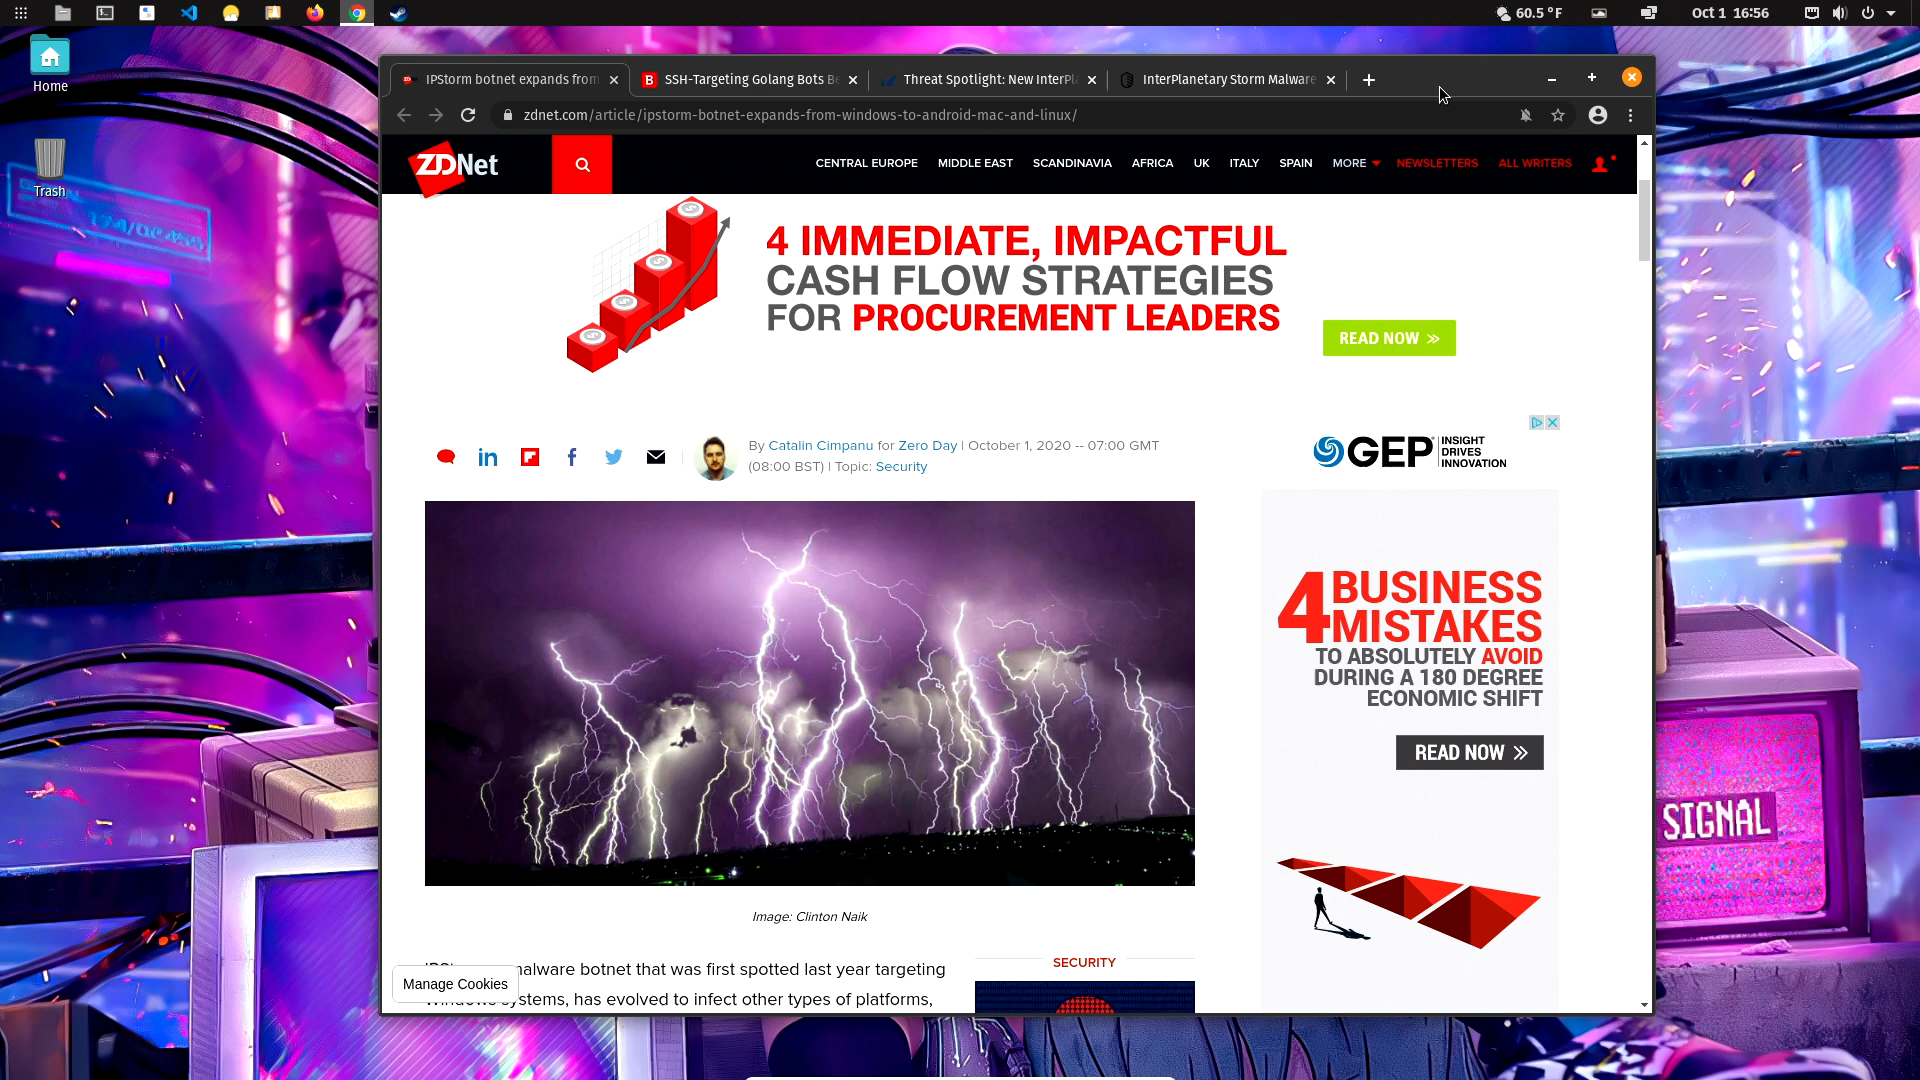 60.5 °F
Oct 1 16:56
Home
Trash
IPStorm botnet expands from
SSH-Targeting Golang Bots Be
Threat Spotlight: New InterPla
InterPlanetary Storm Malware
zdnet.com/article/ipstorm-botnet-expands-from-windows-to-android-mac-and-linux/
ZDNet
CENTRAL EUROPE
MIDDLE EAST
SCANDINAVIA
AFRICA
UK
ITALY
SPAIN
MORE
NEWSLETTERS
ALL WRITERS
4 IMMEDIATE, IMPACTFUL
CASH FLOW STRATEGIES
FOR PROCUREMENT LEADERS
READ NOW
By Catalin Cimpanu for Zero Day | October 1, 2020 -- 07:00 GMT
(08:00 BST) | Topic: Security
GEP
INSIGHT
DRIVES
INNOVATION
4 BUSINESS
MISTAKES
TO ABSOLUTELY AVOID
DURING A 180 DEGREE
ECONOMIC SHIFT
READ NOW
Image: Clinton Naik
malware botnet that was first spotted last year targeting
Windows systems, has evolved to infect other types of platforms,
SECURITY
Manage Cookies
SIGNAL